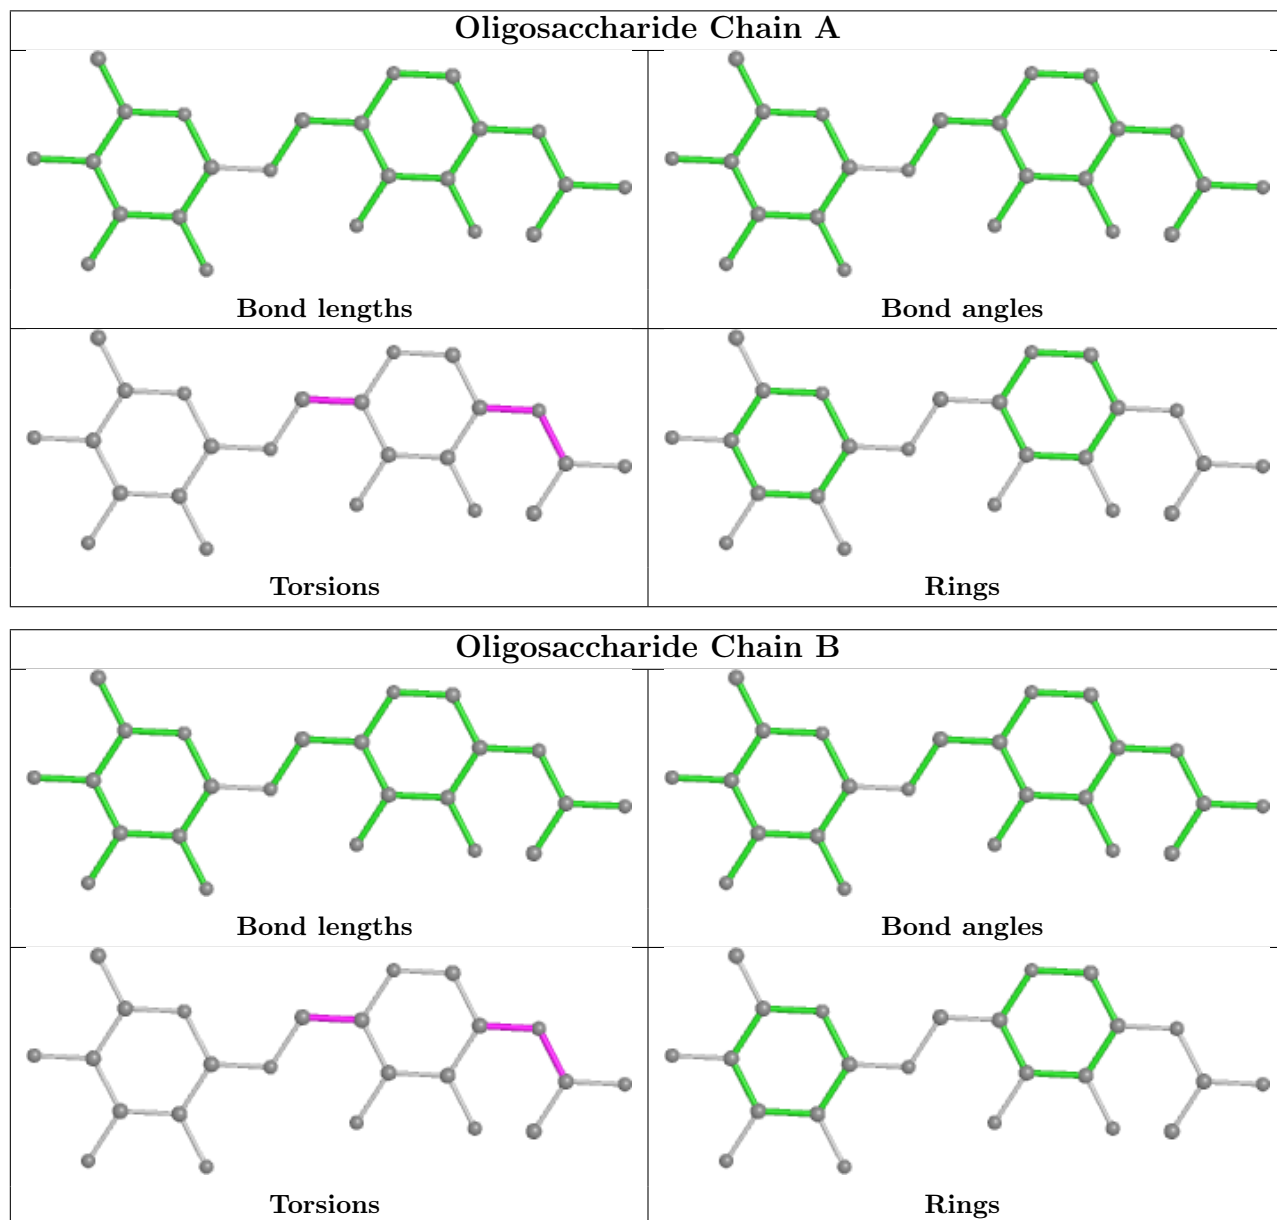 Oligosaccharide Chain A
Bond lengths
Bond angles
Torsions
Rings
Oligosaccharide Chain B
Bond lengths
Bond angles
Torsions
Rings